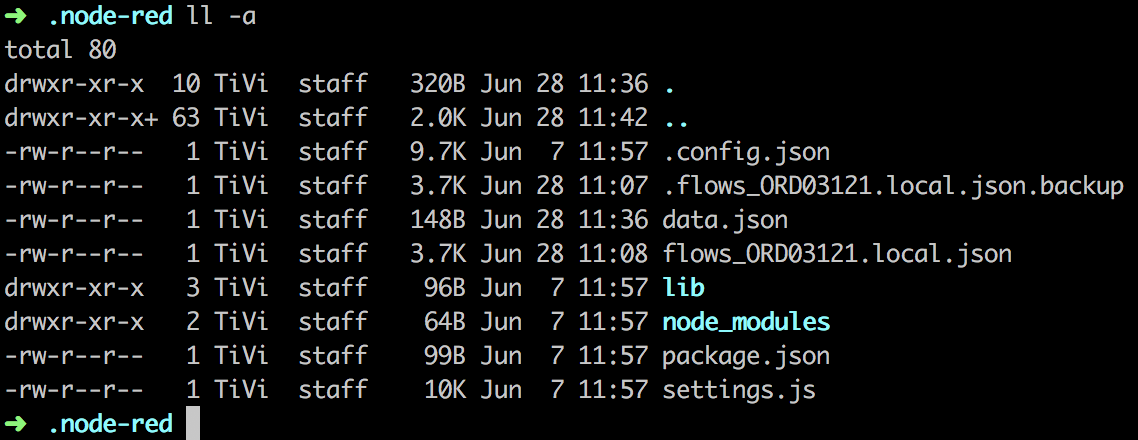 ➜  .node-red ll -a
total 80
drwxr-xr-x  10 TiVi  staff   320B Jun 28 11:36 .
drwxr-xr-x+ 63 TiVi  staff   2.0K Jun 28 11:42 ..
-rw-r--r--   1 TiVi  staff   9.7K Jun  7 11:57 .config.json
-rw-r--r--   1 TiVi  staff   3.7K Jun 28 11:07 .flows_ORD03121.local.json.backup
-rw-r--r--   1 TiVi  staff   148B Jun 28 11:36 data.json
-rw-r--r--   1 TiVi  staff   3.7K Jun 28 11:08 flows_ORD03121.local.json
drwxr-xr-x   3 TiVi  staff    96B Jun  7 11:57 lib
drwxr-xr-x   2 TiVi  staff    64B Jun  7 11:57 node_modules
-rw-r--r--   1 TiVi  staff    99B Jun  7 11:57 package.json
-rw-r--r--   1 TiVi  staff    10K Jun  7 11:57 settings.js
➜  .node-red